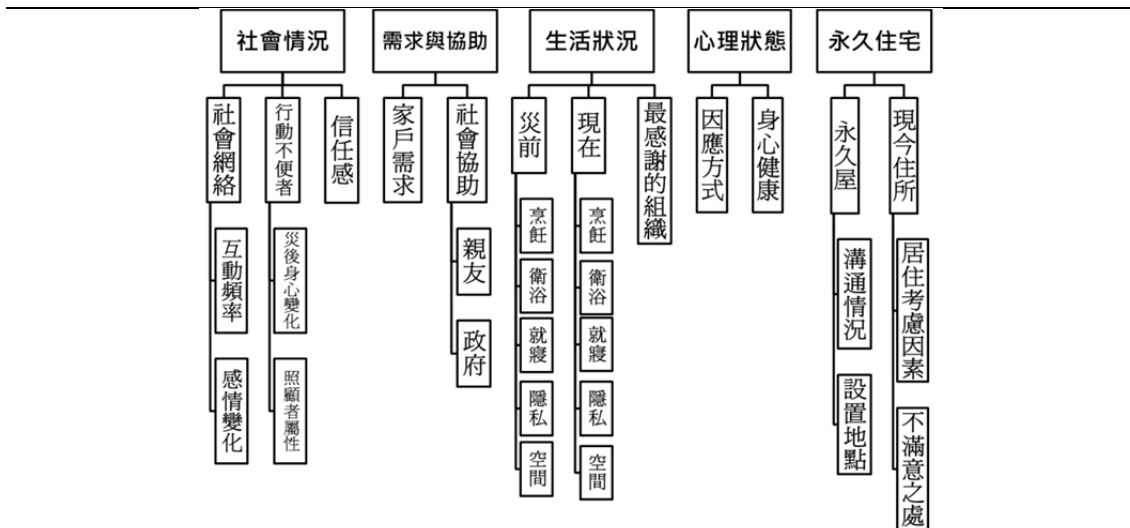 社會情況
社會網絡
互動頻率
感情變化
行動不便者
災後身心變化
照顧者屬性
信任感
需求與協助
家戶需求
社會協助
親友
政府
生活狀況
災前
烹飪
衛浴
就寢
隱私
空間
現在
烹飪
衛浴
就寢
隱私
空間
最感謝的組織
心理狀態
因應方式
身心健康
永久住宅
永久屋
溝通情況
設置地點
現今住所
居住考慮因素
不滿意之處